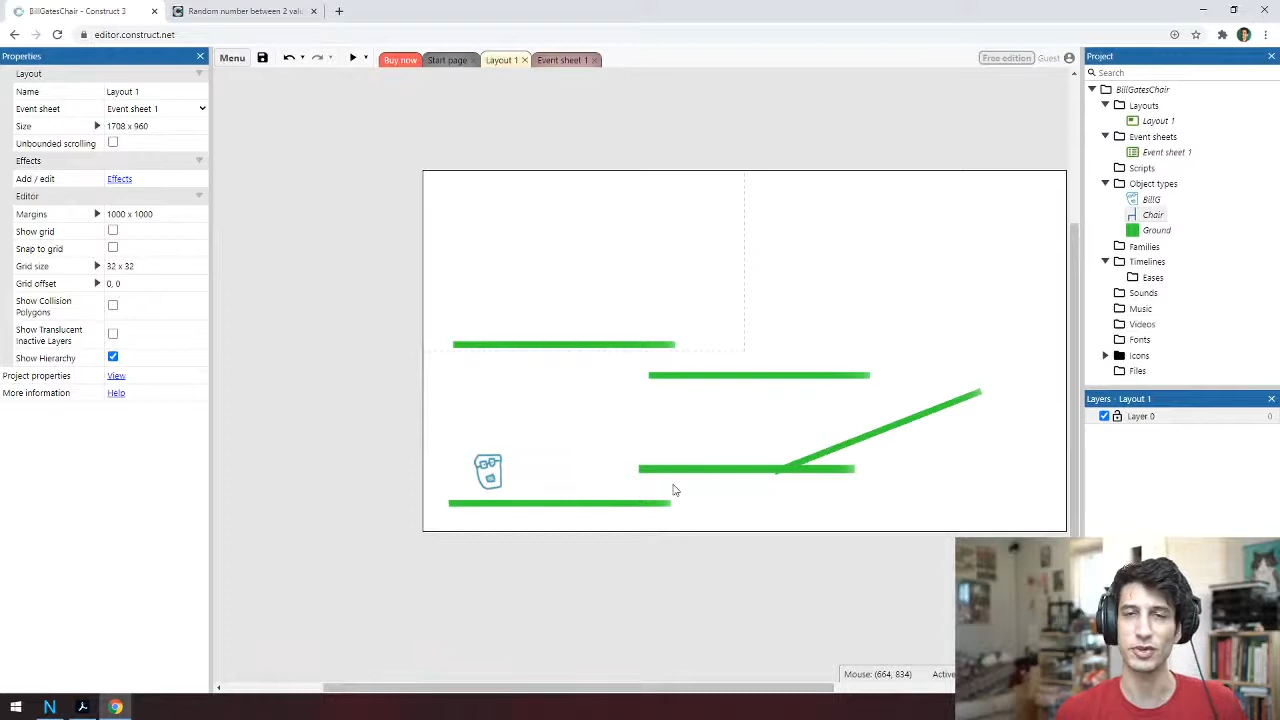 BillGatesChair - Construct 3
Random number between 2 valu
editor.construct.net
Properties
Menu
Buy now
Start page
Layout 1
Event sheet 1
Free edition
Guest
Project
Layout
Name
Layout 1
Event sheet
Event sheet 1
Size
1708 x 960
Unbounded scrolling
Effects
Add / edit
Effects
Editor
Margins
1000 x 1000
Show grid
Snap to grid
Grid size
32 x 32
Grid offset
0, 0
Show Collision
Polygons
Show Translucent
Inactive Layers
Show Hierarchy
Project properties
View
More information
Help
Search
BillGatesChair
Layouts
Layout 1
Event sheets
Event sheet 1
Scripts
Object types
BillG
Chair
Ground
Families
Timelines
Eases
Sounds
Music
Videos
Fonts
Icons
Files
Layers - Layout 1
Layer 0
0
Mouse: (664, 834)
Active
N